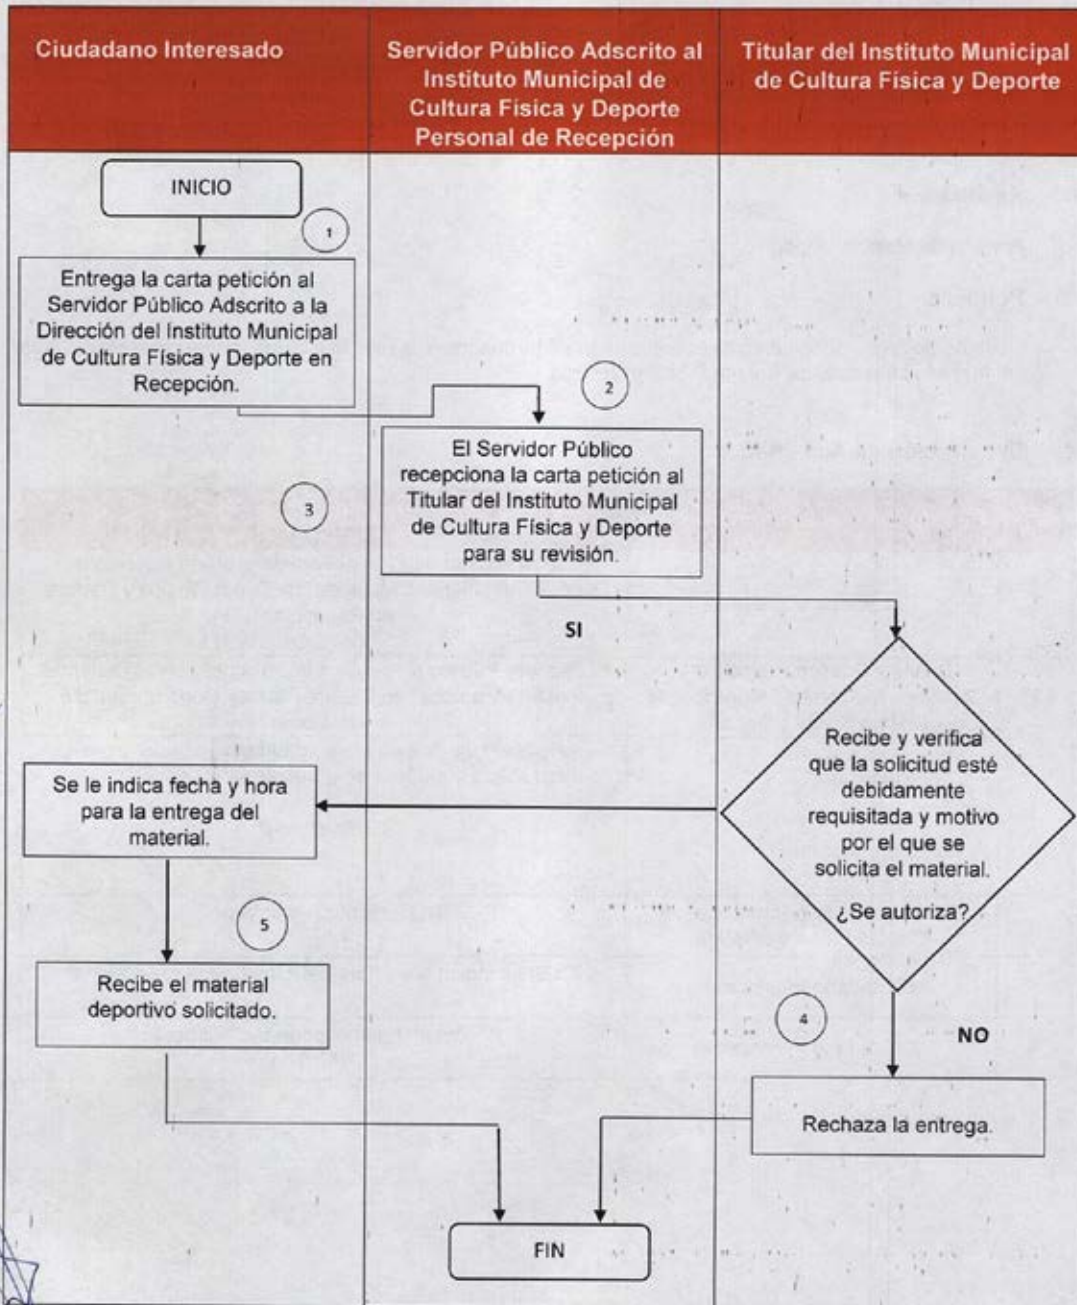 Ciudadano Interesado
Servidor Público Adscrito al
Instituto Municipal de
Cultura Física y Deporte
Personal de Recepción
Titular del Instituto Municipal
de Cultura Física y Deporte
INICIO
1
Entrega la carta petición al
Servidor Público Adscrito a la
Dirección del Instituto Municipal
de Cultura Física y Deporte en
Recepción.
2
El Servidor Público
recepciona la carta petición al
Titular del Instituto Municipal
de Cultura Física y Deporte
para su revisión.
3
SI
Recibe y verifica
que la solicitud esté
debidamente
requisitada y motivo
por el que se
solicita el material.
¿Se autoriza?
Se le indica fecha y hora
para la entrega del
material.
5
Recibe el material
deportivo solicitado.
4
NO
Rechaza la entrega.
FIN